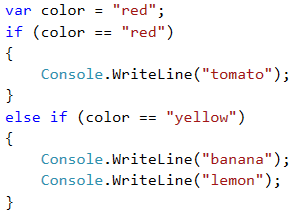 var color = "red";
if (color == "red")
{
    Console.WriteLine("tomato");
}
else if (color == "yellow")
{
    Console.WriteLine("banana");
    Console.WriteLine("lemon");
}